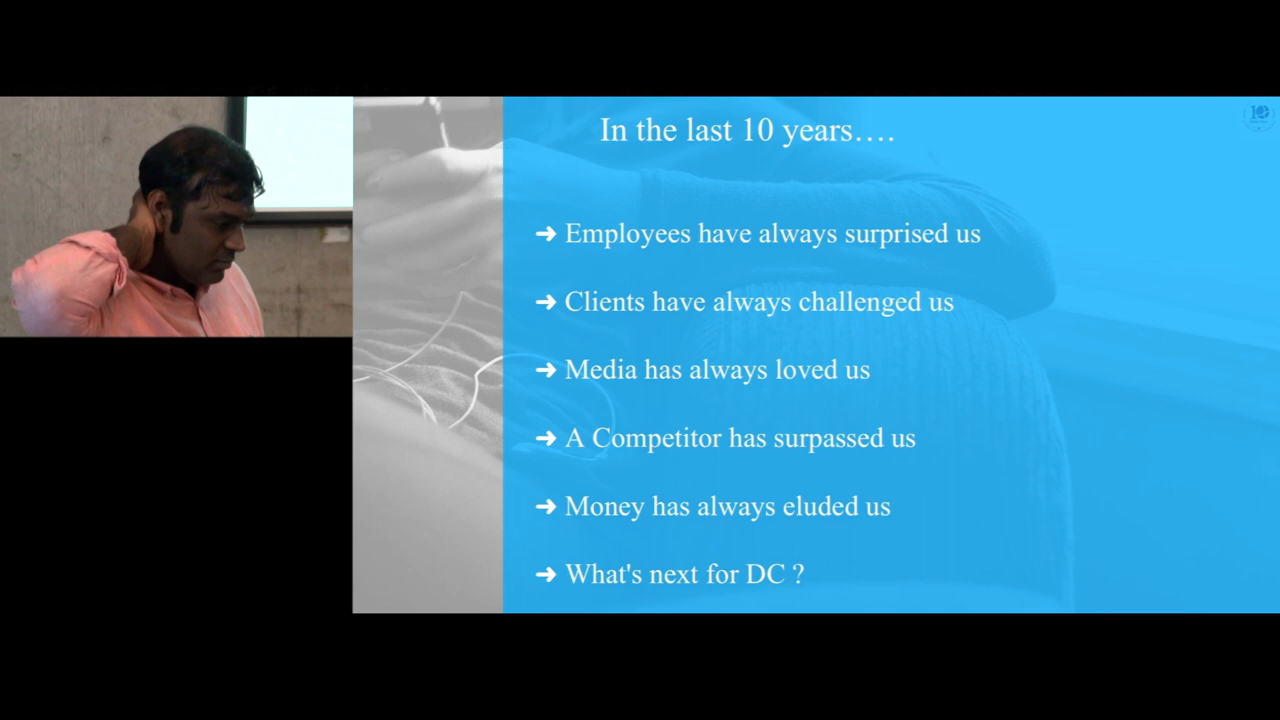 In the last 10 years….
➜ Employees have always surprised us
➜ Clients have always challenged us
➜ Media has always loved us
➜ A Competitor has surpassed us
➜ Money has always eluded us
➜ What's next for DC ?
10